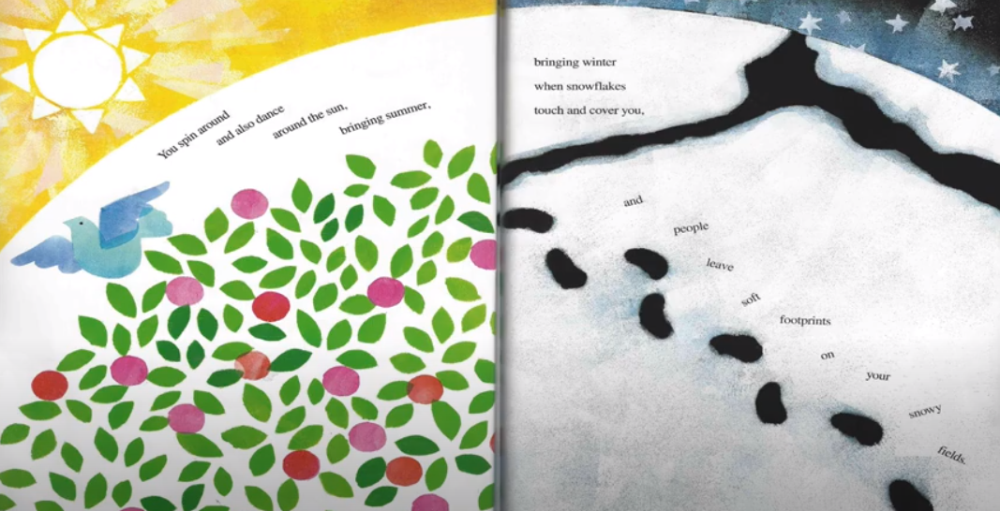 You spin around
and also dance
around the sun,
bringing summer,
bringing winter
when snowflakes
touch and cover you,
and
people
leave
soft
footprints
on
your
snowy
fields.